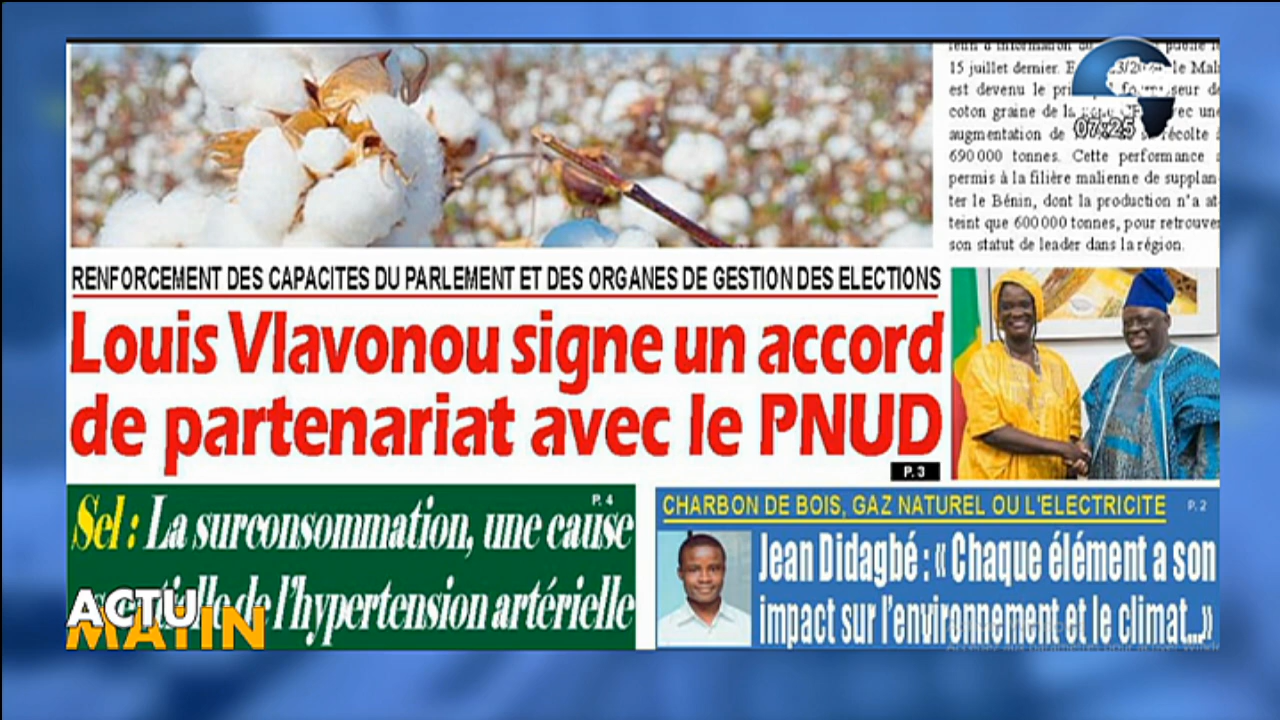 15 juillet dernier. le Mali
est devenu le
coton graine de la avec une
augmentation de récolte
690 000 tonnes. Cette performance a
permis à la filière malienne de supplan-
ter le Bénin, dont la production n'a at-
teint que 600 000 tonnes, pour retrouver
son statut de leader dans la région.
07:25
RENFORCEMENT DES CAPACITES DU PARLEMENT ET DES ORGANES DE GESTION DES ELECTIONS
Louis Vlavonou signe un accord
de partenariat avec le PNUD
P. 3
Sel : La surconsommation, une cause
P. 4
de l'hypertension artérielle
CHARBON DE BOIS, GAZ NATUREL OU L'ELECTRICITE
P. 2
Jean Didagbé : « Chaque élément a son
impact sur l'environnement et le climat...»
ACTU
MATIN